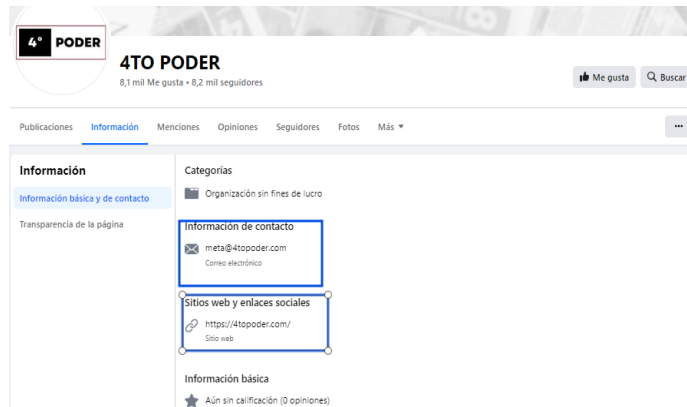 4° PODER
4TO PODER
8,1 mil Me gusta • 8,2 mil seguidores
Me gusta
Buscar
Publicaciones Información Menciones Opiniones Seguidores Fotos Más
Información
Información básica y de contacto
Transparencia de la página
Categorías
Organización sin fines de lucro
Información de contacto
meta@4topoder.com
Correo electrónico
Sitios web y enlaces sociales
https://4topoder.com/
Sitio web
Información básica
Aún sin calificación (0 opiniones)